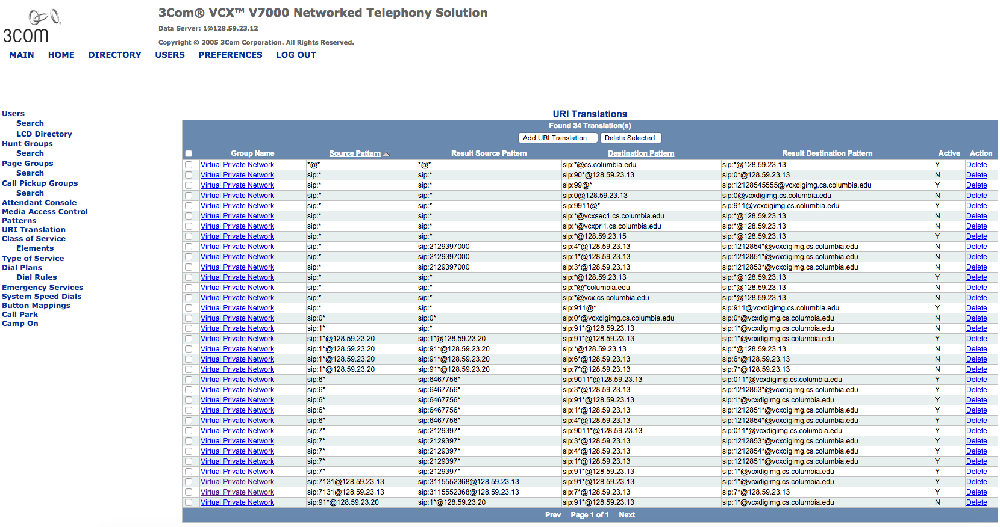 3Com
3Com® VCX™ V7000 Networked Telephony Solution
Data Server: 1@128.59.23.12
Copyright © 2005 3Com Corporation. All Rights Reserved.
MAIN HOME DIRECTORY USERS PREFERENCES LOG OUT
Users
Search
LCD Directory
Hunt Groups
Search
Page Groups
Search
Call Pickup Groups
Search
Attendant Console
Media Access Control
Patterns
URI Translation
Class of Service
Elements
Type of Service
Dial Plans
Dial Rules
Emergency Services
System Speed Dials
Button Mappings
Call Park
Camp On
URI Translations
Found 34 Translation(s)
Add URI Translation Delete Selected
Group Name Source Pattern Result Source Pattern Destination Pattern Result Destination Pattern Active Action
Virtual Private Network *@* *@* sip:*@cs.columbia.edu sip:*@128.59.23.13 Y Delete
Virtual Private Network sip:* sip:* sip:90*@128.59.23.13 sip:0*@128.59.23.13 N Delete
Virtual Private Network sip:* sip:* sip:99@* sip:12128545555@vcxdigimg.cs.columbia.edu Y Delete
Virtual Private Network sip:* sip:* sip:0@128.59.23.13 sip:0@vcxdigimg.cs.columbia.edu N Delete
Virtual Private Network sip:* sip:* sip:9911@* sip:911@vcxdigimg.cs.columbia.edu Y Delete
Virtual Private Network sip:* sip:* sip:*@vcxsec1.cs.columbia.edu sip:*@128.59.23.13 N Delete
Virtual Private Network sip:* sip:* sip:*@vcxpri1.cs.columbia.edu sip:*@128.59.23.13 N Delete
Virtual Private Network sip:* sip:* sip:*@128.59.23.15 sip:*@128.59.23.13 Y Delete
Virtual Private Network sip:* sip:2129397000 sip:4*@128.59.23.13 sip:1212854*@vcxdigimg.cs.columbia.edu N Delete
Virtual Private Network sip:* sip:2129397000 sip:1*@128.59.23.13 sip:1212851*@vcxdigimg.cs.columbia.edu N Delete
Virtual Private Network sip:* sip:2129397000 sip:3*@128.59.23.13 sip:1212853*@vcxdigimg.cs.columbia.edu N Delete
Virtual Private Network sip:* sip:* sip:*@128.59.23.13 sip:*@128.59.23.13 Y Delete
Virtual Private Network sip:* sip:* sip:*@*columbia.edu sip:*@128.59.23.13 N Delete
Virtual Private Network sip:* sip:* sip:*@vcx.cs.columbia.edu sip:*@128.59.23.13 N Delete
Virtual Private Network sip:* sip:* sip:911@* sip:911@vcxdigimg.cs.columbia.edu Y Delete
Virtual Private Network sip:0* sip:0* sip:0*@vcxdigimg.cs.columbia.edu sip:0*@vcxdigimg.cs.columbia.edu N Delete
Virtual Private Network sip:1* sip:* sip:91*@128.59.23.13 sip:1*@vcxdigimg.cs.columbia.edu N Delete
Virtual Private Network sip:1*@128.59.23.20 sip:1*@128.59.23.20 sip:91*@128.59.23.13 sip:1*@vcxdigimg.cs.columbia.edu Y Delete
Virtual Private Network sip:1*@128.59.23.20 sip:91*@128.59.23.20 sip:*@128.59.23.13 sip:*@128.59.23.13 N Delete
Virtual Private Network sip:1*@128.59.23.20 sip:91*@128.59.23.20 sip:6*@128.59.23.13 sip:6*@128.59.23.13 N Delete
Virtual Private Network sip:1*@128.59.23.20 sip:91*@128.59.23.20 sip:7*@128.59.23.13 sip:7*@128.59.23.13 N Delete
Virtual Private Network sip:6* sip:6467756* sip:9011*@128.59.23.13 sip:011*@vcxdigimg.cs.columbia.edu Y Delete
Virtual Private Network sip:6* sip:6467756* sip:3*@128.59.23.13 sip:1212853*@vcxdigimg.cs.columbia.edu Y Delete
Virtual Private Network sip:6* sip:6467756* sip:91*@128.59.23.13 sip:1*@vcxdigimg.cs.columbia.edu Y Delete
Virtual Private Network sip:6* sip:6467756* sip:1*@128.59.23.13 sip:1212851*@vcxdigimg.cs.columbia.edu Y Delete
Virtual Private Network sip:6* sip:6467756* sip:4*@128.59.23.13 sip:1212854*@vcxdigimg.cs.columbia.edu Y Delete
Virtual Private Network sip:7* sip:2129397* sip:9011*@128.59.23.13 sip:011*@vcxdigimg.cs.columbia.edu Y Delete
Virtual Private Network sip:7* sip:2129397* sip:3*@128.59.23.13 sip:1212853*@vcxdigimg.cs.columbia.edu Y Delete
Virtual Private Network sip:7* sip:2129397* sip:4*@128.59.23.13 sip:1212854*@vcxdigimg.cs.columbia.edu Y Delete
Virtual Private Network sip:7* sip:2129397* sip:1*@128.59.23.13 sip:1212851*@vcxdigimg.cs.columbia.edu Y Delete
Virtual Private Network sip:7* sip:2129397* sip:91*@128.59.23.13 sip:1*@vcxdigimg.cs.columbia.edu Y Delete
Virtual Private Network sip:7131@128.59.23.13 sip:3115552368@128.59.23.13 sip:91*@128.59.23.13 sip:1*@vcxdigimg.cs.columbia.edu Y Delete
Virtual Private Network sip:7131@128.59.23.13 sip:3115552368@128.59.23.13 sip:7*@128.59.23.13 sip:7*@128.59.23.13 Y Delete
Virtual Private Network sip:91*@128.59.23.20 sip:1*@128.59.23.20 sip:91*@128.59.23.13 sip:1*@vcxdigimg.cs.columbia.edu N Delete
Prev Page 1 of 1 Next